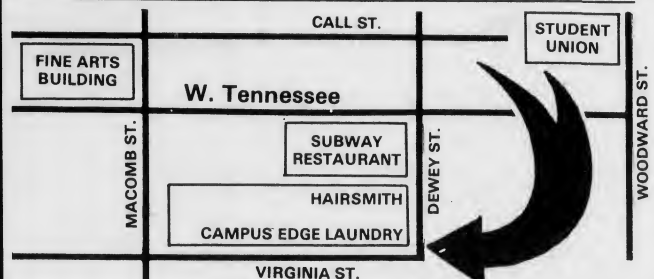 CALL ST.
STUDENT
UNION
FINE ARTS
BUILDING
W. Tennessee
MACOMB ST.
SUBWAY
RESTAURANT
DEWEY ST.
WOODWARD ST.
HAIRSMITH
CAMPUS EDGE LAUNDRY
VIRGINIA ST.